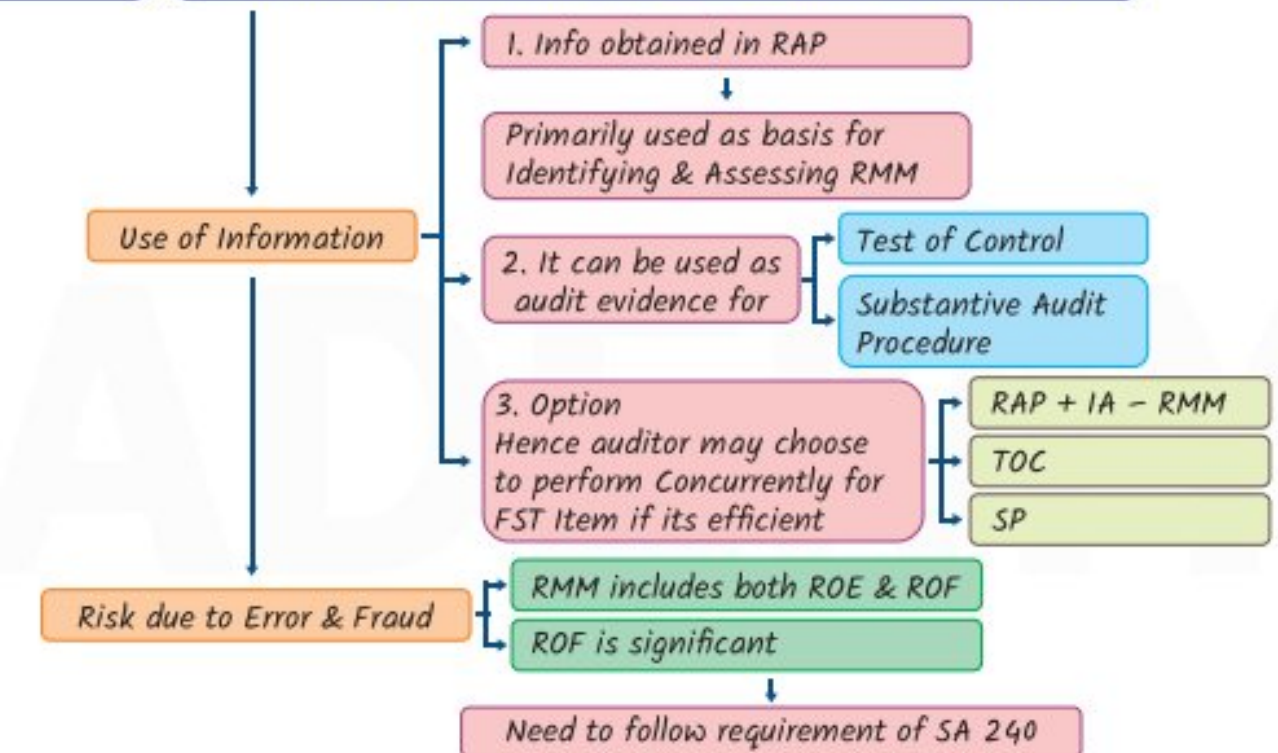 1. Info obtained in RAP
Primarily used as basis for
Identifying & Assessing RMM
Use of Information
2. It can be used as
audit evidence for
Test of Control
Substantive Audit
Procedure
3. Option
Hence auditor may choose
to perform Concurrently for
FST Item if its efficient
RAP + IA – RMM
TOC
SP
Risk due to Error & Fraud
RMM includes both ROE & ROF
ROF is significant
Need to follow requirement of SA 240